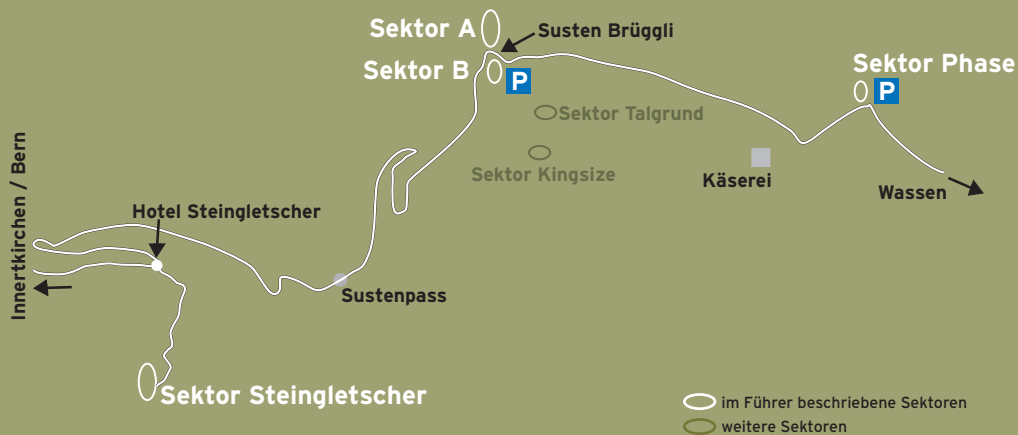 Sektor A
Susten Brüggli
Sektor B
P
Sektor Phase
P
Sektor Talgrund
Sektor Kingsize
Käserei
Wassen
Innertkirchen / Bern
Hotel Steingletscher
Sustenpass
Sektor Steingletscher
im Führer beschriebene Sektoren
weitere Sektoren